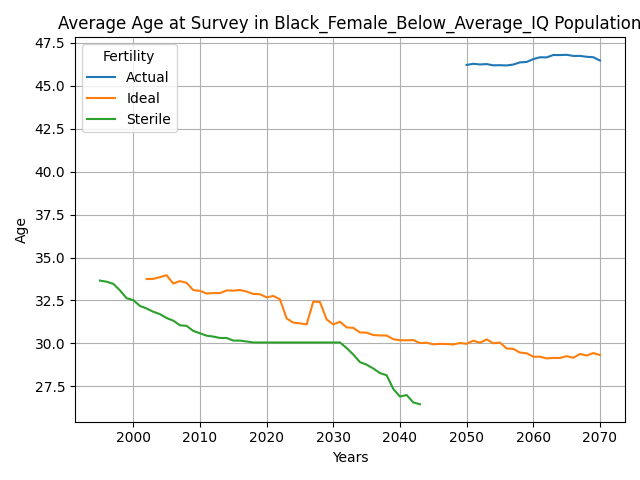 Average Age at Survey in Black_Female_Below_Average_IQ Population
47.5
45.0
42.5
40.0
37.5
35.0
32.5
30.0
27.5
Age
Fertility
Actual
Ideal
Sterile
2000 2010 2020 2030 2040 2050 2060 2070
Years